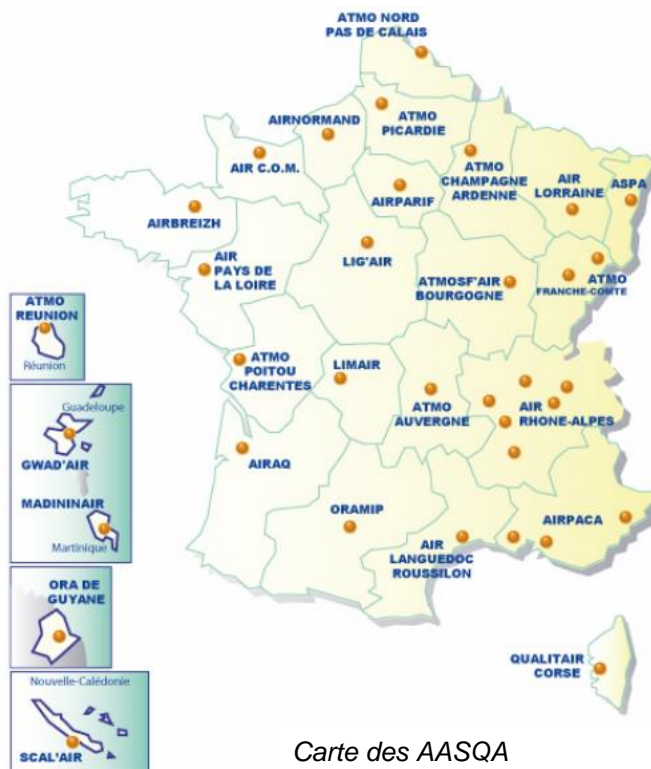 ATMO NORD
PAS DE CALAIS
AIRNORMAND
ATMO
PICARDIE
AIR C.O.M.
ATMO
CHAMPAGNE
ARDENNE
AIR
LORRAINE
ASPA
AIRPARIF
AIRBREIZH
AIR
PAYS DE
LA LOIRE
LIG'AIR
ATMOSF'AIR
BOURGOGNE
ATMO
FRANCHE-COMTE
ATMO
REUNION
Réunion
ATMO
POITOU
CHARENTES
LIMAIR
ATMO
AUVERGNE
AIR
RHONE-ALPES
Guadeloupe
GWAD'AIR
MADININAIR
Martinique
AIRAQ
ORAMIP
AIR
LANGUEDOC
ROUSSILON
AIRPACA
ORA DE
GUYANE
QUALITAIR
CORSE
Nouvelle-Calédonie
SCAL'AIR
Carte des AASQA